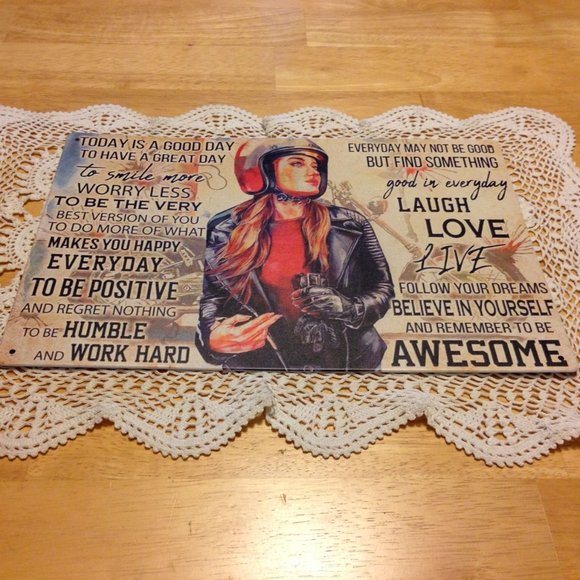 TODAY IS A GOOD DAY
TO HAVE A GREAT DAY
to smile more
WORRY LESS
TO BE THE VERY
BEST VERSION OF YOU
TO DO MORE OF WHAT
MAKES YOU HAPPY
EVERYDAY
TO BE POSITIVE
AND REGRET NOTHING
TO BE HUMBLE
AND WORK HARD
EVERYDAY MAY NOT BE GOOD
BUT FIND SOMETHING
good in everyday
LAUGH
LOVE
LIVE
FOLLOW YOUR DREAMS
BELIEVE IN YOURSELF
AND REMEMBER TO BE
AWESOME